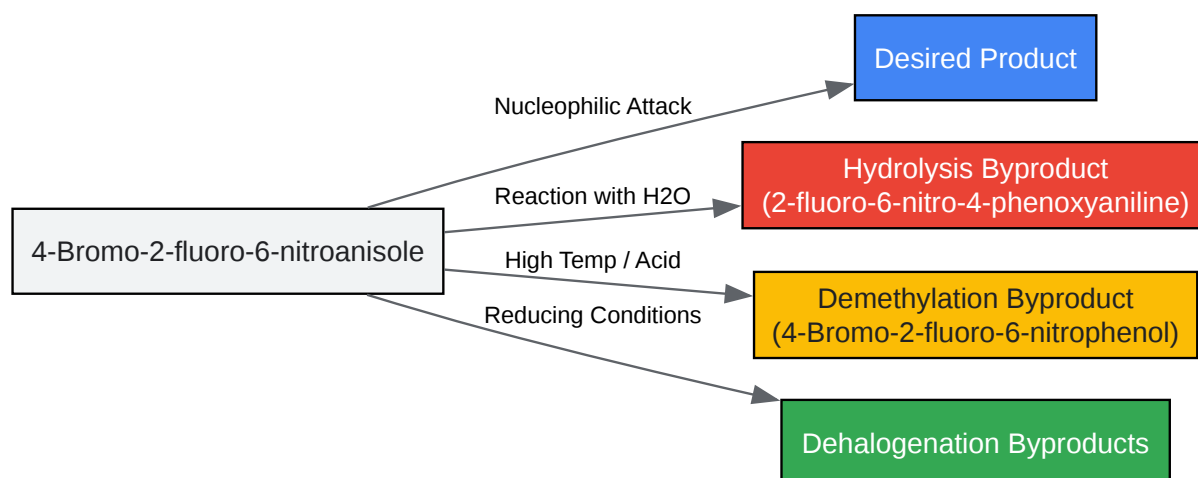 Desired Product
Nucleophilic Attack
Hydrolysis Byproduct
(2-fluoro-6-nitro-4-phenoxyaniline)
Reaction with H2O
4-Bromo-2-fluoro-6-nitroanisole
High Temp / Acid
Demethylation Byproduct
(4-Bromo-2-fluoro-6-nitrophenol)
Reducing Conditions
Dehalogenation Byproducts